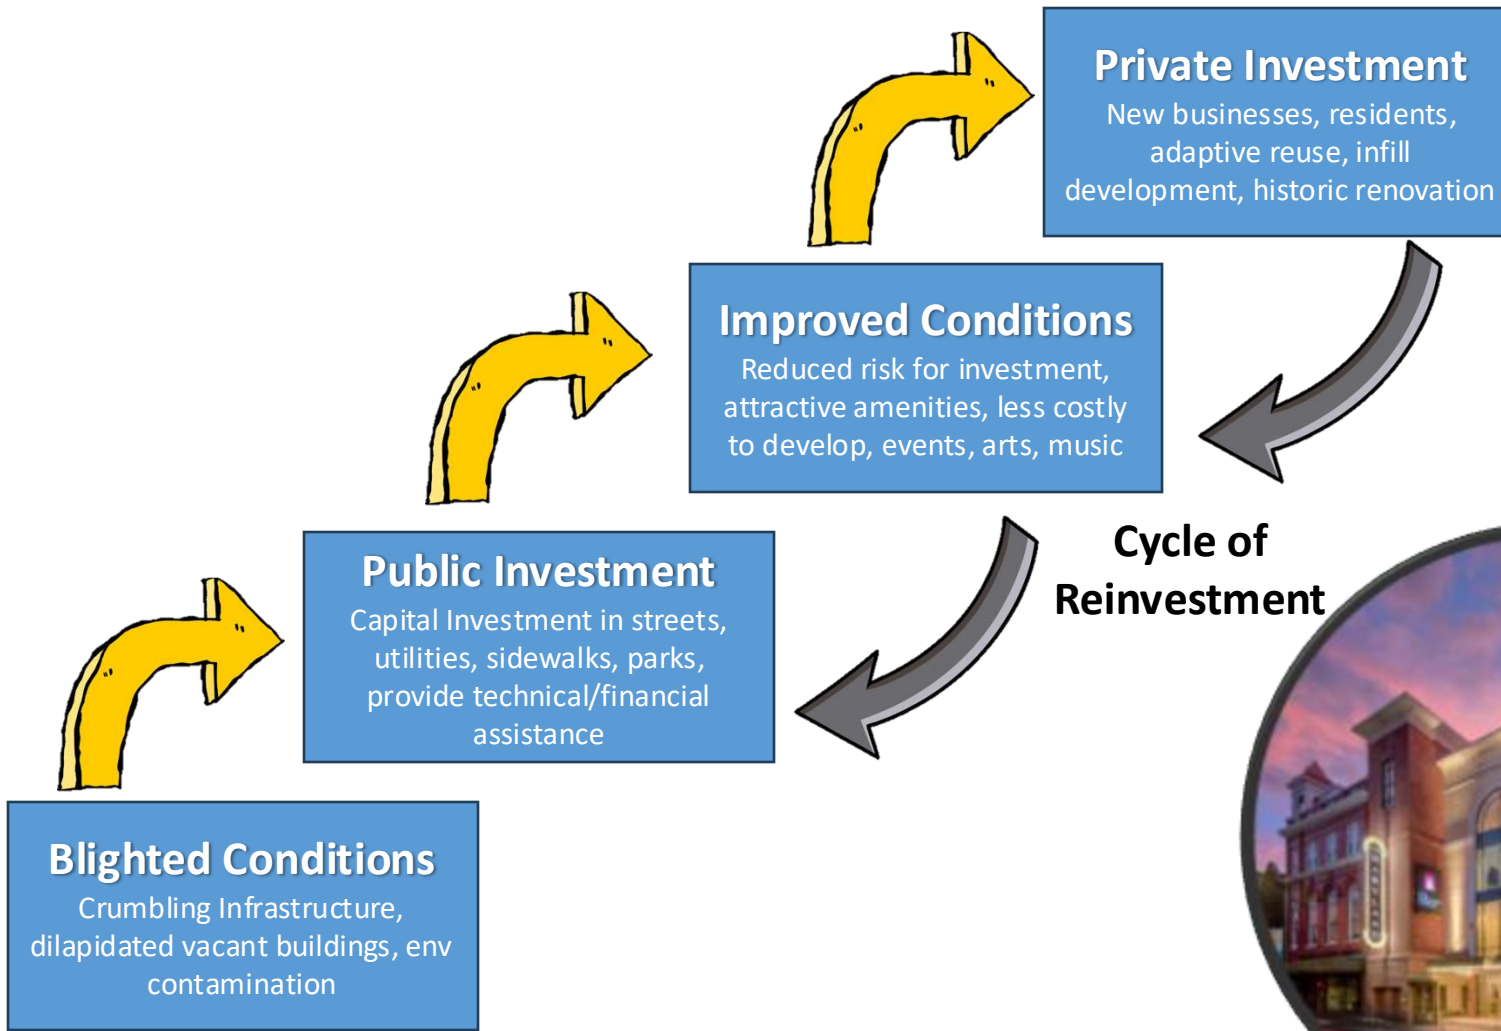 Private Investment
New businesses, residents,
adaptive reuse, infill
development, historic renovation
Improved Conditions
Reduced risk for investment,
attractive amenities, less costly
to develop, events, arts, music
Cycle of
Reinvestment
Public Investment
Capital Investment in streets,
utilities, sidewalks, parks,
provide technical/financial
assistance
Blighted Conditions
Crumbling Infrastructure,
dilapidated vacant buildings, env
contamination